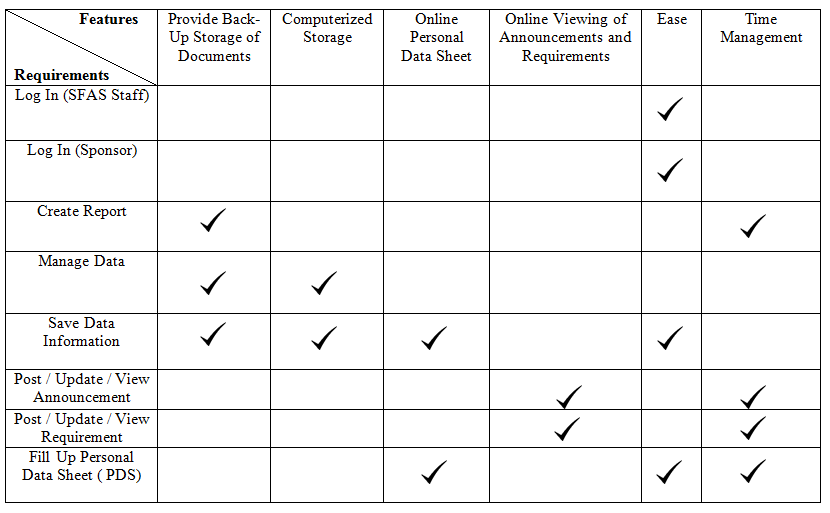 Features
Requirements
Provide Back-
Up Storage of
Documents
Computerized
Storage
Online
Personal
Data Sheet
Online Viewing of
Announcements and
Requirements
Ease
Time
Management
Log In (SFAS Staff)
Log In (Sponsor)
Create Report
Manage Data
Save Data
Information
Post / Update / View
Announcement
Post / Update / View
Requirement
Fill Up Personal
Data Sheet ( PDS)